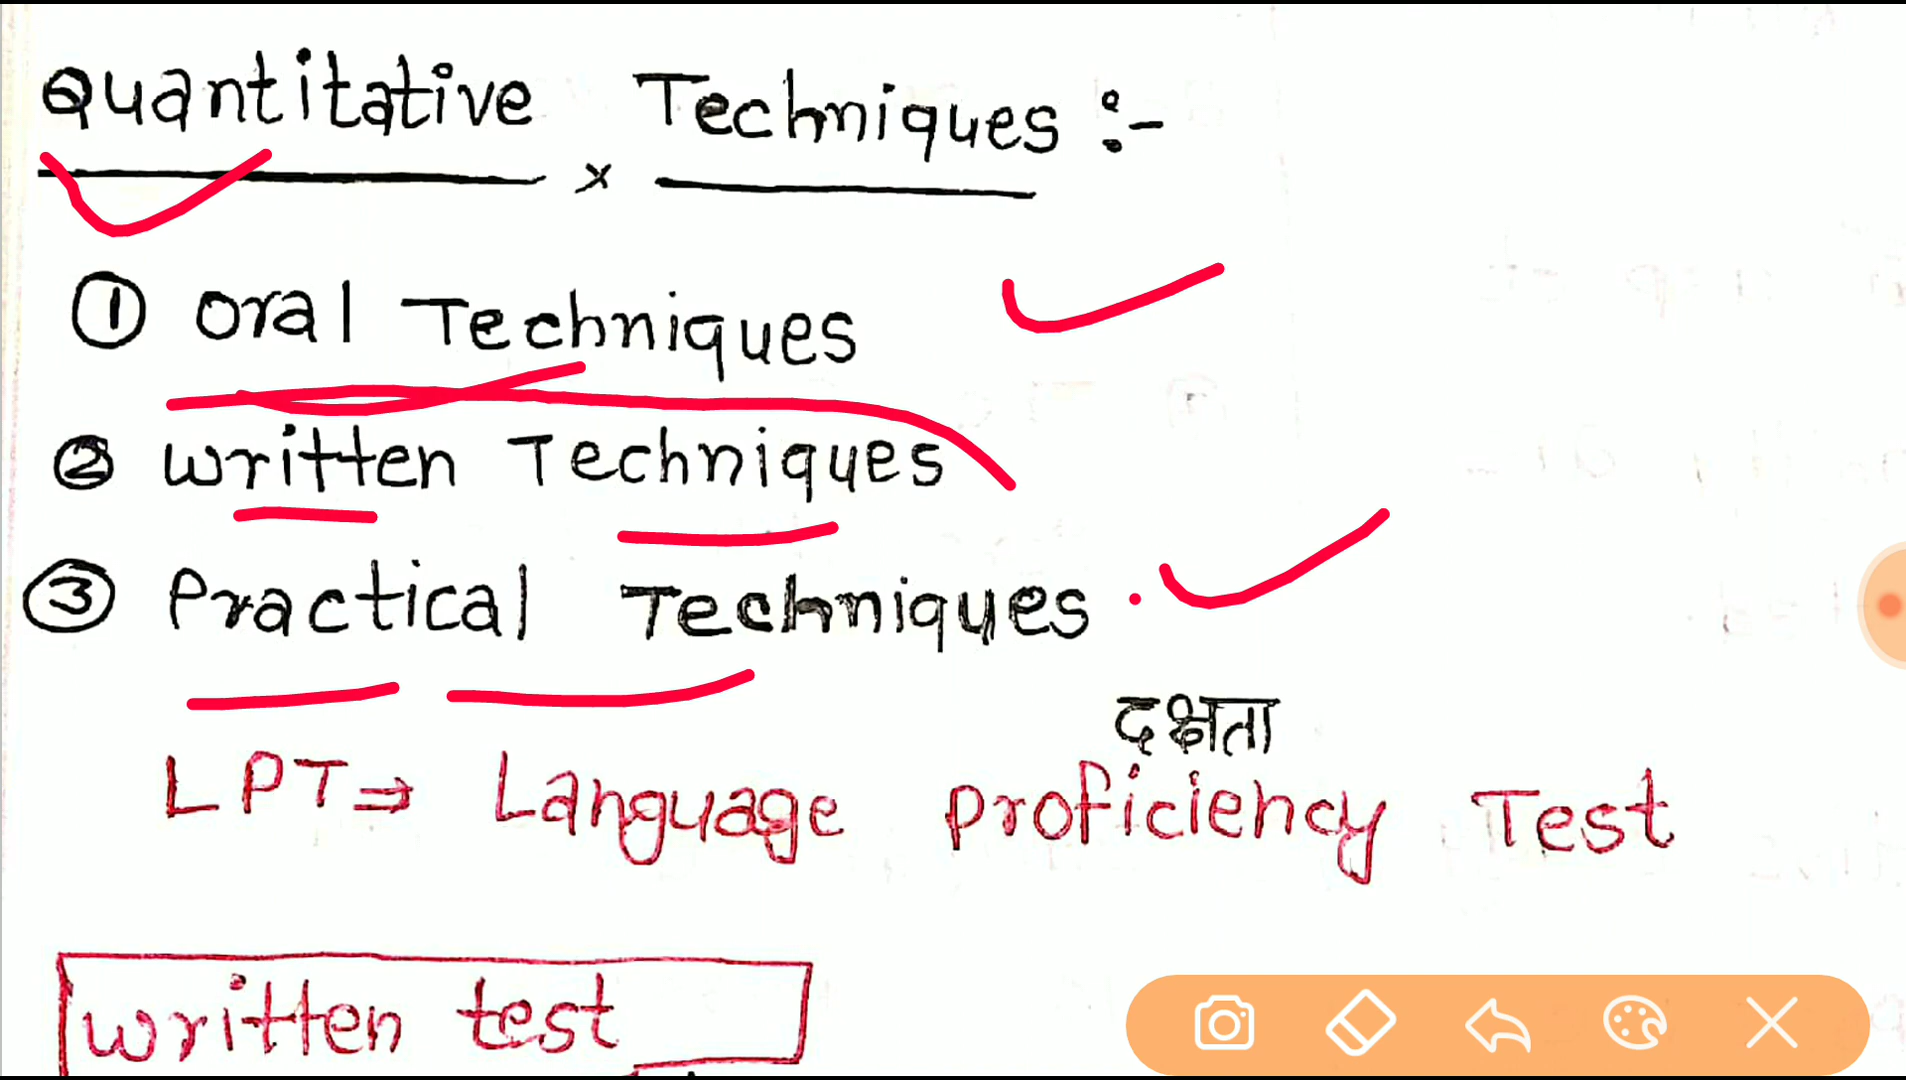 Quantitative Techniques :-
① Oral Techniques
② Written Techniques
③ Practical Techniques .
दक्षता
LPT ⇒ Language Proficiency Test
Written test